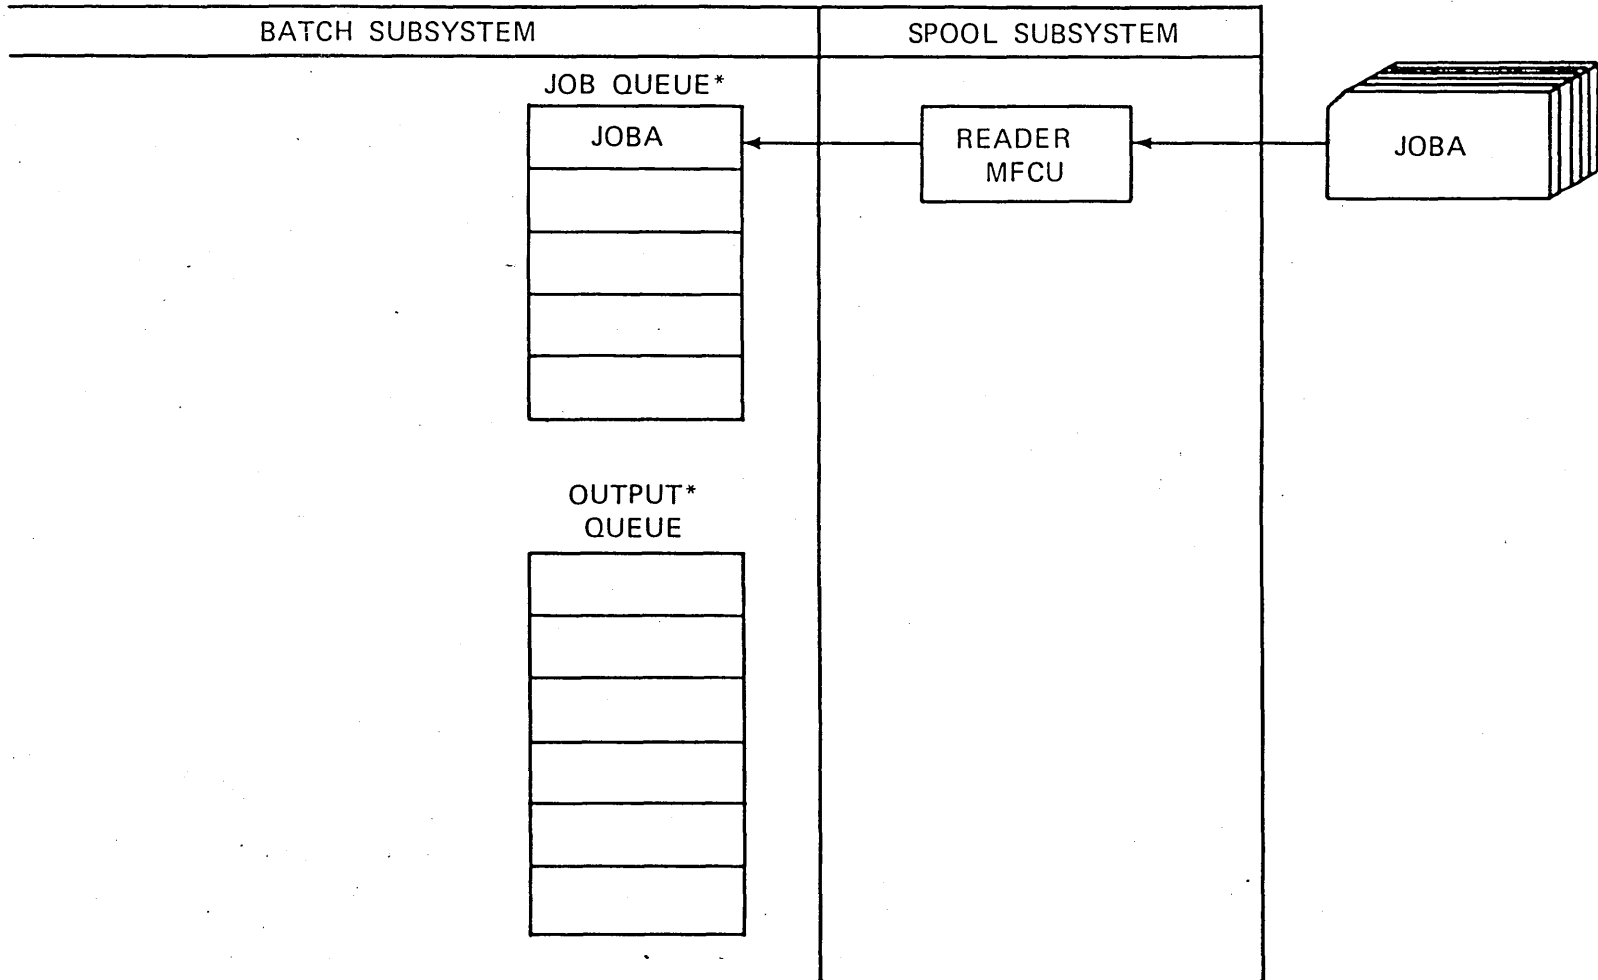 BATCH SUBSYSTEM
SPOOL SUBSYSTEM
JOB QUEUE*
JOBA
READER
MFCU
JOBA
OUTPUT*
QUEUE